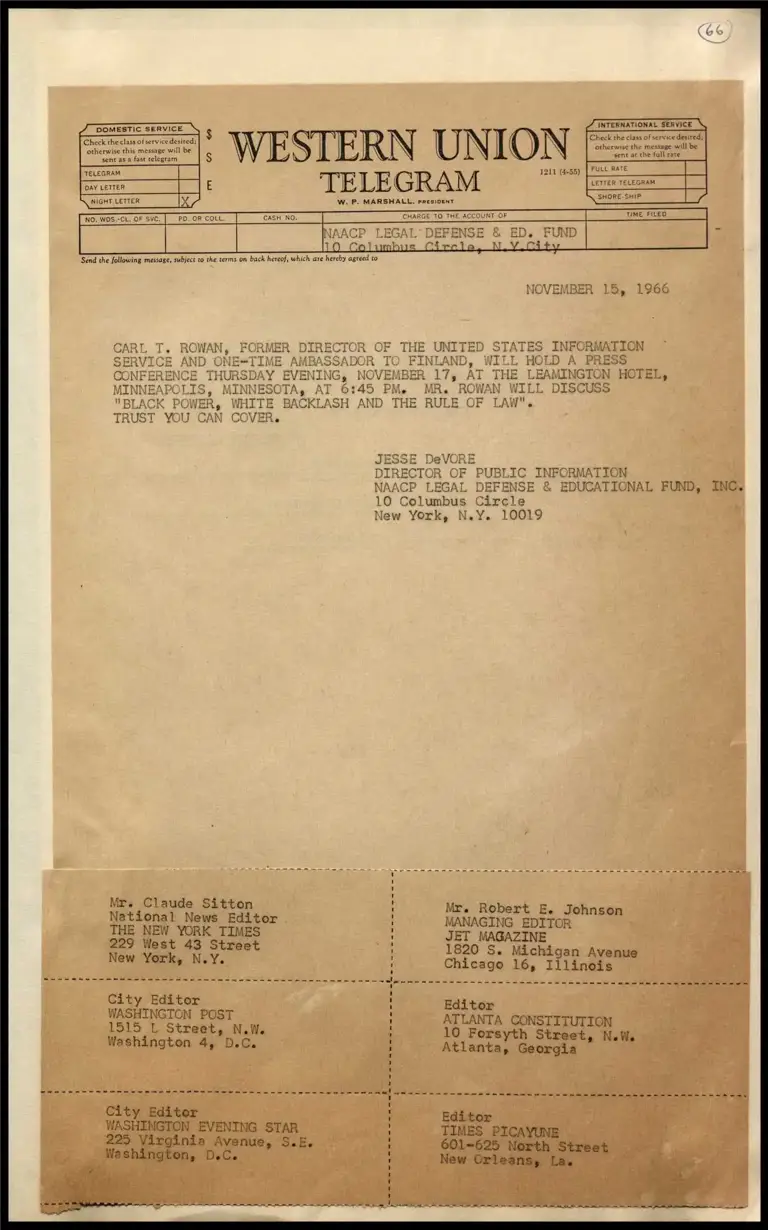 66
DOMESTIC SERVICE
Check the class of service desired;
otherwise this message will be
sent as a fast telegram
TELEGRAM
DAY LETTER
NIGHT LETTER X
$
S
E
WESTERN UNION
TELEGRAM
1211 (4-55)
W. P. MARSHALL, PRESIDENT
INTERNATIONAL SERVICE
Check the class of service desired;
otherwise the message will be
sent at the full rate
FULL RATE
LETTER TELEGRAM
SHORE-SHIP
NO. WDS.-CL. OF SVC. PD. OR COLL. CASH NO. CHARGE TO THE ACCOUNT OF TIME FILED
NAACP LEGAL DEFENSE & ED. FUND
10 Columbus Circle, N.Y.City
Send the following message, subject to the terms on back hereof, which are hereby agreed to
NOVEMBER 15, 1966
CARL T. ROWAN, FORMER DIRECTOR OF THE UNITED STATES INFORMATION
SERVICE AND ONE-TIME AMBASSADOR TO FINLAND, WILL HOLD A PRESS
CONFERENCE THURSDAY EVENING, NOVEMBER 17, AT THE LEAMINGTON HOTEL,
MINNEAPOLIS, MINNESOTA, AT 6:45 PM. MR. ROWAN WILL DISCUSS
"BLACK POWER, WHITE BACKLASH AND THE RULE OF LAW".
TRUST YOU CAN COVER.
JESSE DeVORE
DIRECTOR OF PUBLIC INFORMATION
NAACP LEGAL DEFENSE & EDUCATIONAL FUND, INC.
10 Columbus Circle
New York, N.Y. 10019
Mr. Claude Sitton
National News Editor
THE NEW YORK TIMES
229 West 43 Street
New York, N.Y.
Mr. Robert E. Johnson
MANAGING EDITOR
JET MAGAZINE
1820 S. Michigan Avenue
Chicago 16, Illinois
City Editor
WASHINGTON POST
1515 L Street, N.W.
Washington 4, D.C.
Editor
ATLANTA CONSTITUTION
10 Forsyth Street, N.W.
Atlanta, Georgia
City Editor
WASHINGTON EVENING STAR
225 Virginia Avenue, S.E.
Washington, D.C.
Editor
TIMES PICAYUNE
601-625 North Street
New Orleans, La.